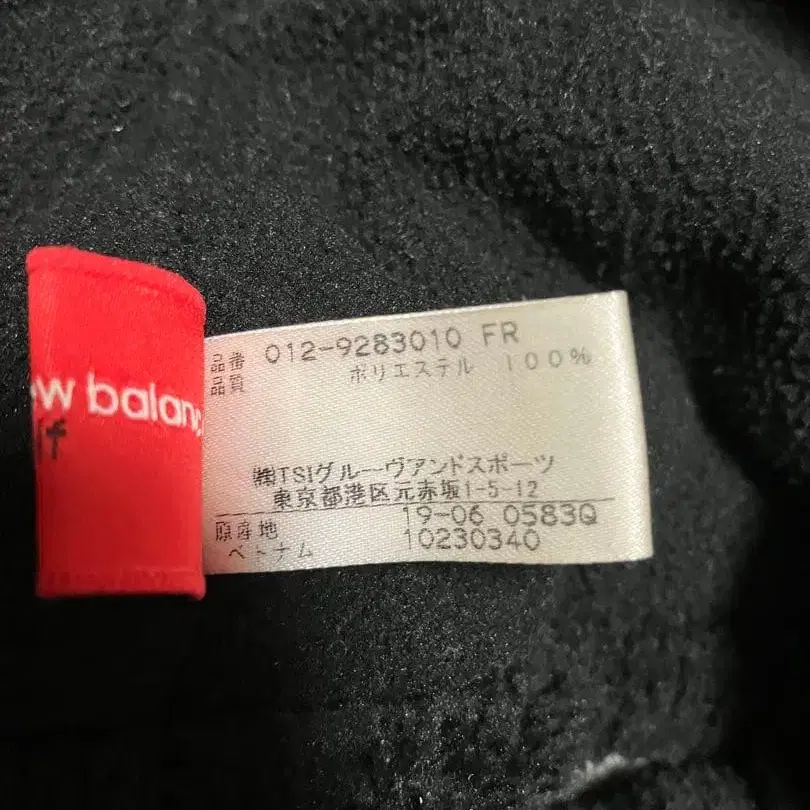 ew balanc
lf
品番 012-9283010 FR
品質 ポリエステル 100%
㈱TSIグルーヴアンドスポーツ
東京都港区元赤坂1-5-12
19-06 0583Q
原産地
ベトナム 10230340